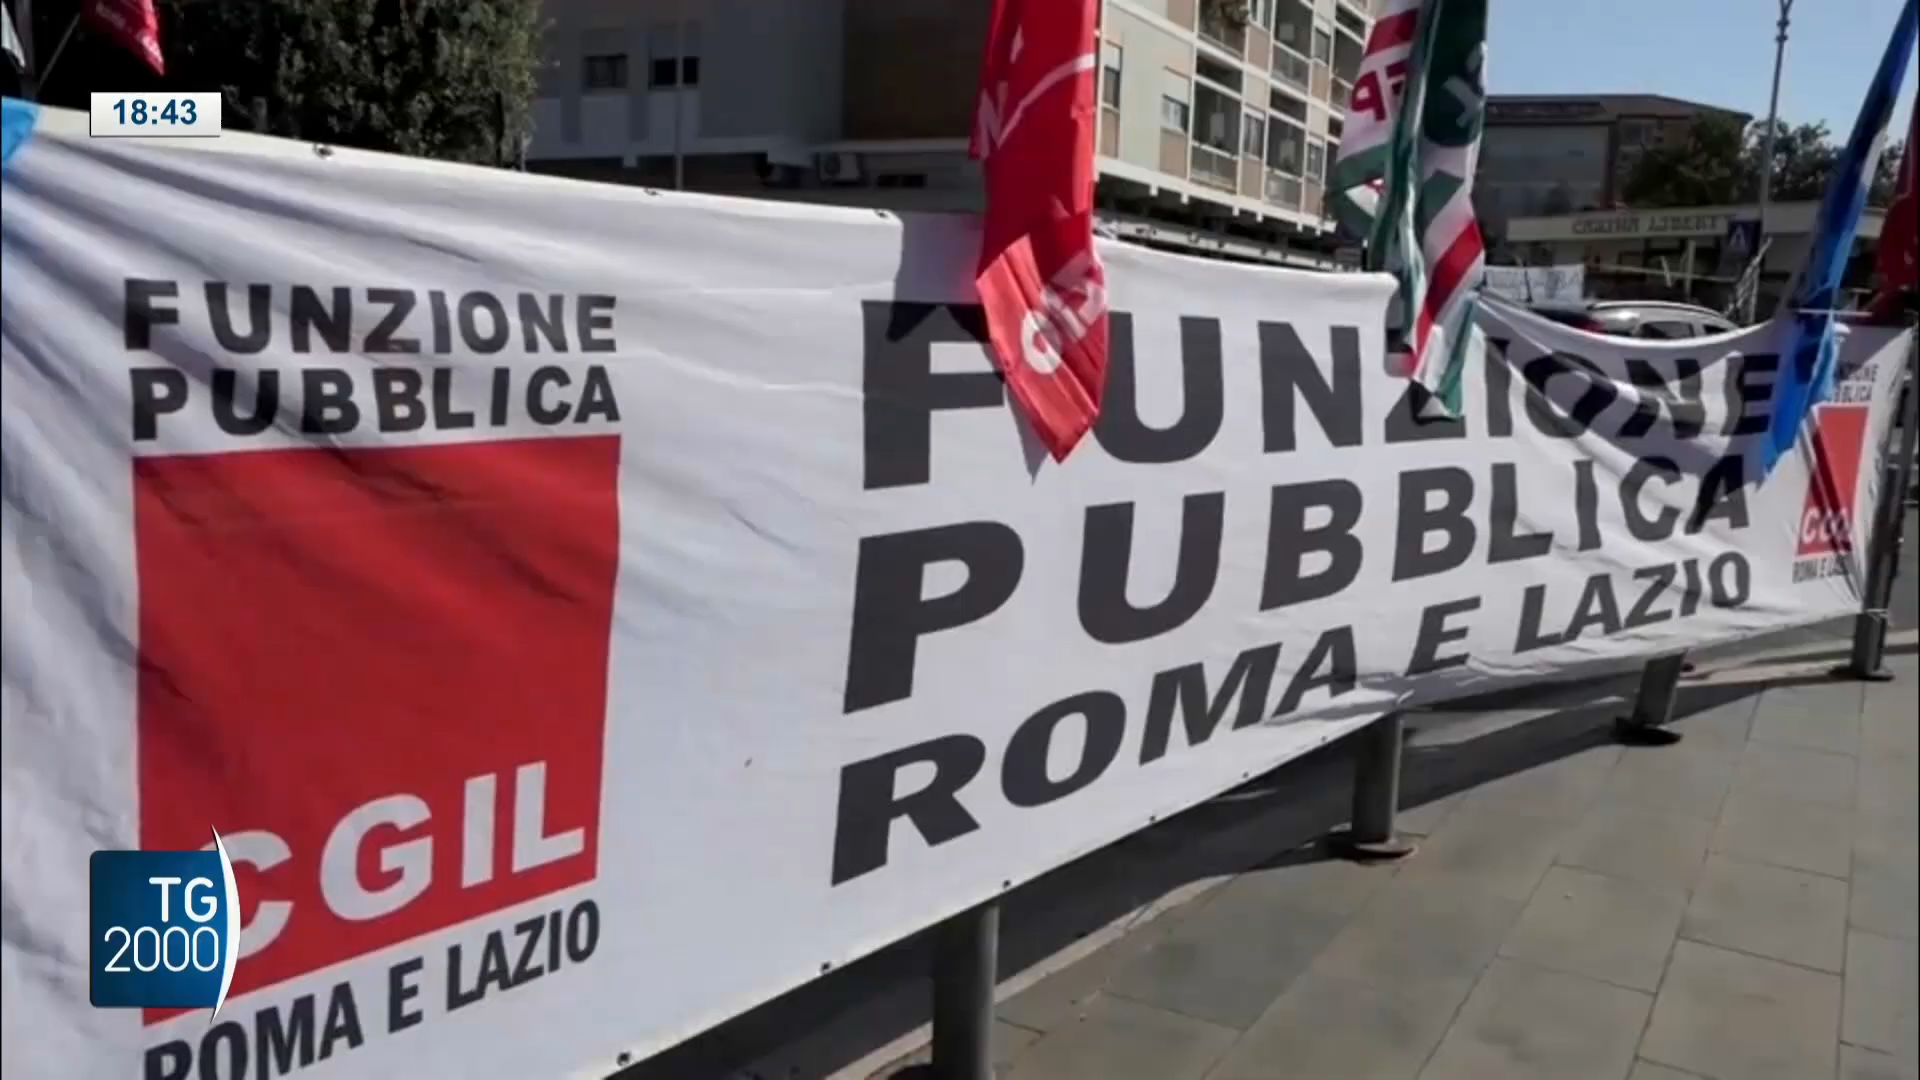 18:43
FUNZIONE
PUBBLICA
CGIL
ROMA E LAZIO
FUNZIONE
PUBBLICA
ROMA E LAZIO
CGIL
ROMA E LAZIO
TG
2000